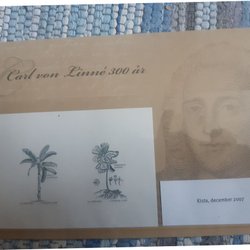 Carl von Linné 300 år
Kista, december 2007